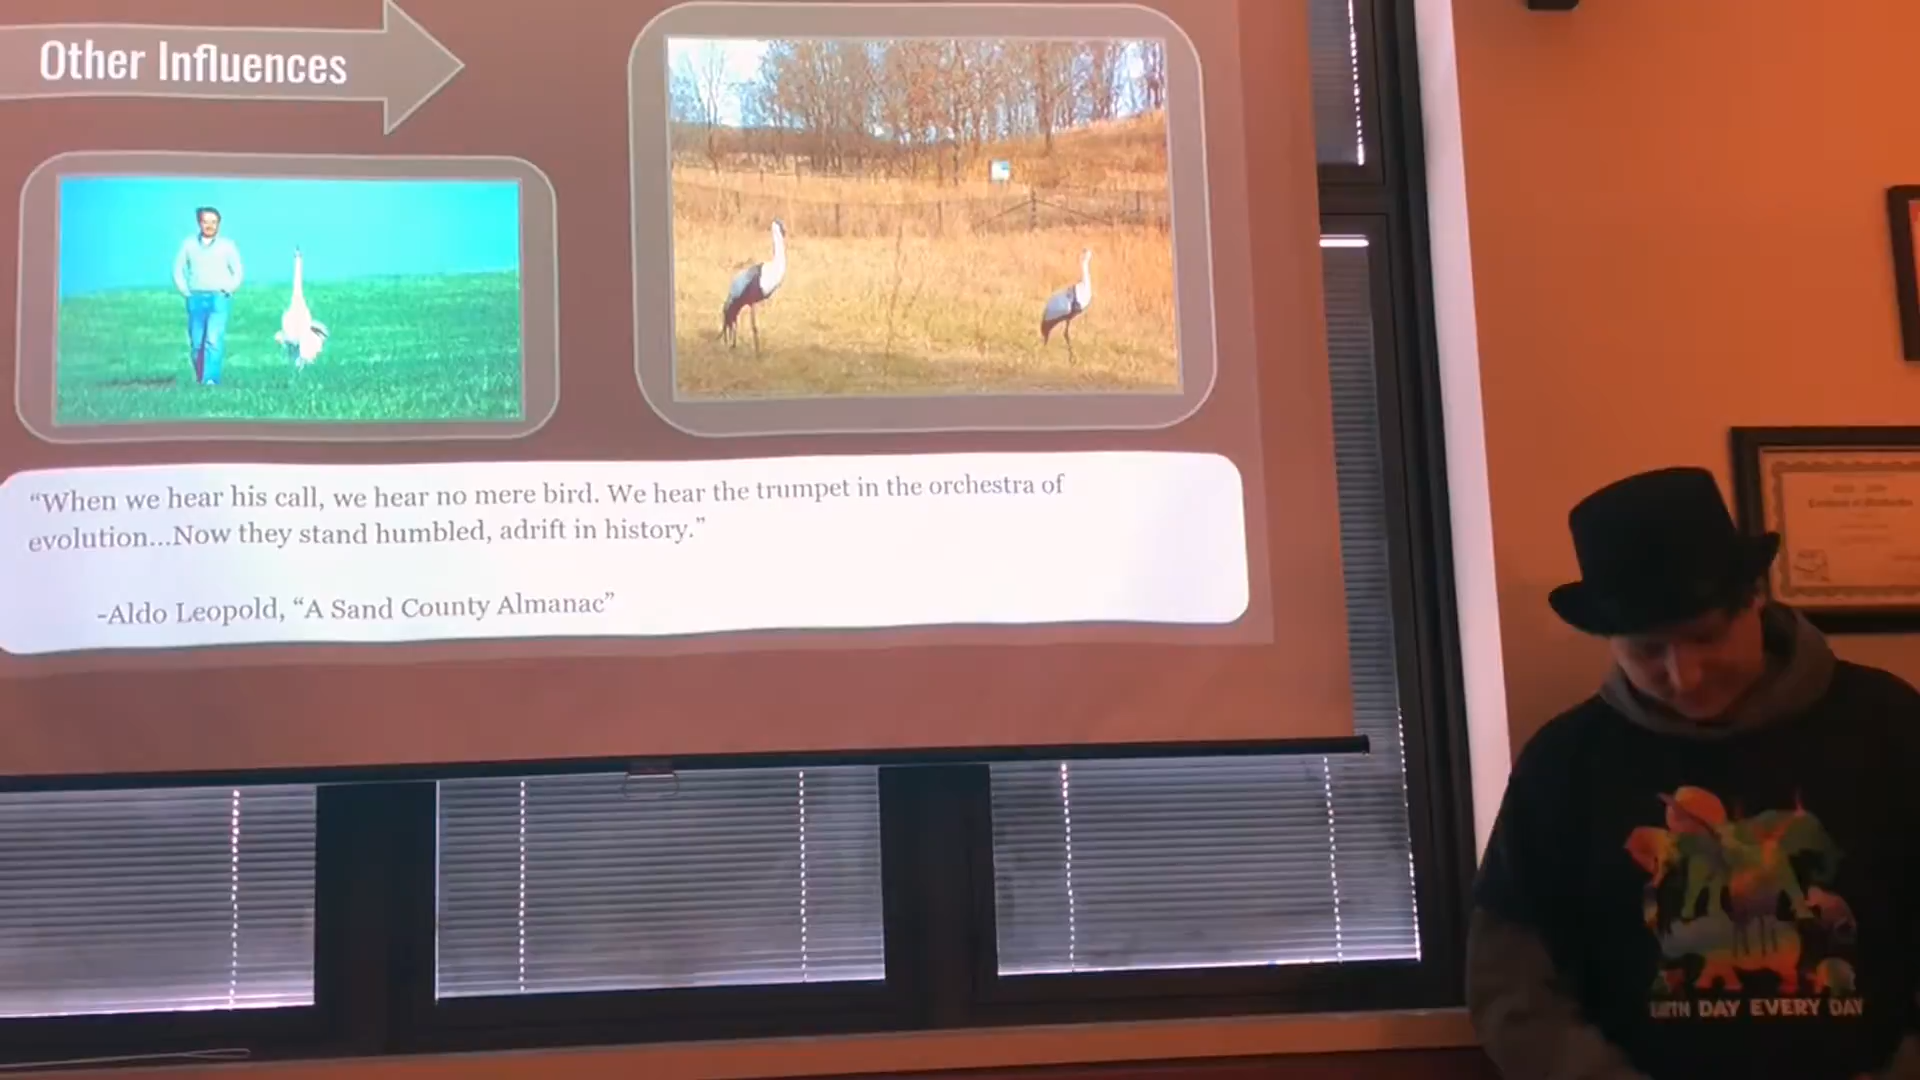 Other Influences
“When we hear his call, we hear no mere bird. We hear the trumpet in the orchestra of
evolution...Now they stand humbled, adrift in history.”
-Aldo Leopold, “A Sand County Almanac”
EARTH DAY EVERY DAY